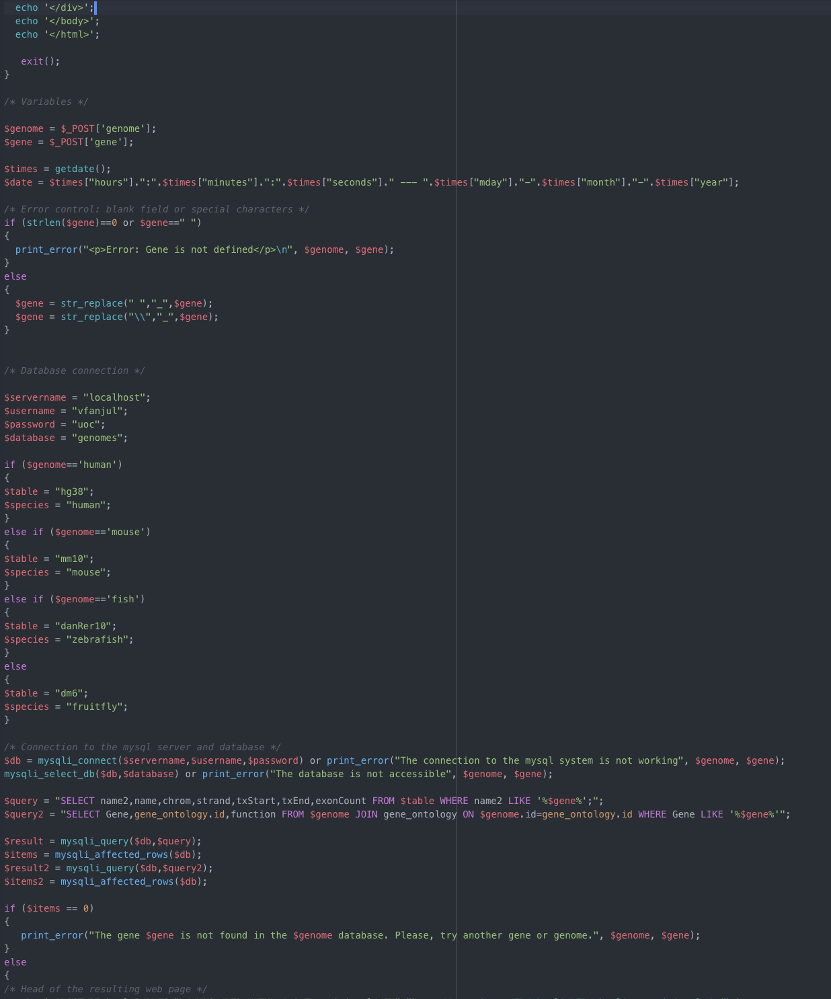 echo '</div>';
echo '</body>';
echo '</html>';
exit();
}
/* Variables */
$genome = $_POST['genome'];
$gene = $_POST['gene'];
$times = getdate();
$date = $times["hours"].":".$times["minutes"].":".$times["seconds"]." --- ".$times["mday"]."-".$times["month"]."-".$times["year"];
/* Error control: blank field or special characters */
if (strlen($gene)==0 or $gene==" ")
{
print_error("<p>Error: Gene is not defined</p>\n", $genome, $gene);
}
else
{
$gene = str_replace(" ","_",$gene);
$gene = str_replace("\\","_",$gene);
}
/* Database connection */
$servername = "localhost";
$username = "vfanjul";
$password = "uoc";
$database = "genomes";
if ($genome=='human')
{
$table = "hg38";
$species = "human";
}
else if ($genome=='mouse')
{
$table = "mm10";
$species = "mouse";
}
else if ($genome=='fish')
{
$table = "danRer10";
$species = "zebrafish";
}
else
{
$table = "dm6";
$species = "fruitfly";
}
/* Connection to the mysql server and database */
$db = mysqli_connect($servername,$username,$password) or print_error("The connection to the mysql system is not working", $genome, $gene);
mysqli_select_db($db,$database) or print_error("The database is not accessible", $genome, $gene);
$query = "SELECT name2,name,chrom,strand,txStart,txEnd,exonCount FROM $table WHERE name2 LIKE '%$gene%';";
$query2 = "SELECT Gene,gene_ontology.id,function FROM $genome JOIN gene_ontology ON $genome.id=gene_ontology.id WHERE Gene LIKE '%$gene%'";
$result = mysqli_query($db,$query);
$items = mysqli_affected_rows($db);
$result2 = mysqli_query($db,$query2);
$items2 = mysqli_affected_rows($db);
if ($items == 0)
{
print_error("The gene $gene is not found in the $genome database. Please, try another gene or genome.", $genome, $gene);
}
else
{
/* Head of the resulting web page */